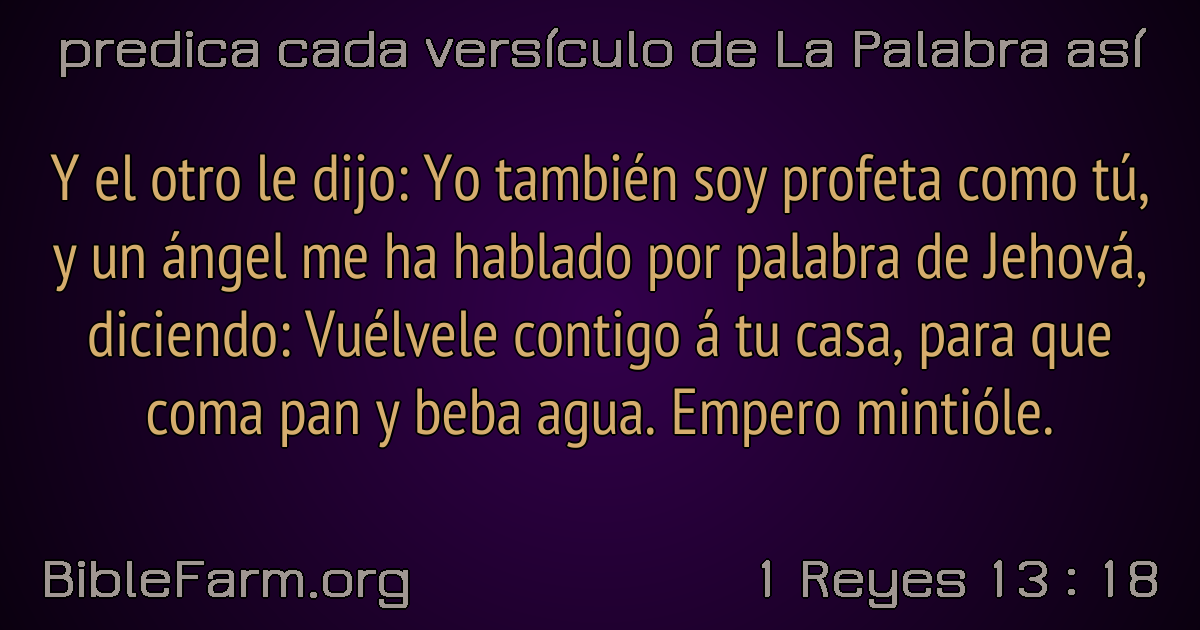 predica cada versículo de La Palabra así
Y el otro le dijo: Yo también soy profeta como tú,
y un ángel me ha hablado por palabra de Jehová,
diciendo: Vuélvele contigo á tu casa, para que
coma pan y beba agua. Empero mintióle.
BibleFarm.org
1 Reyes 13 : 18